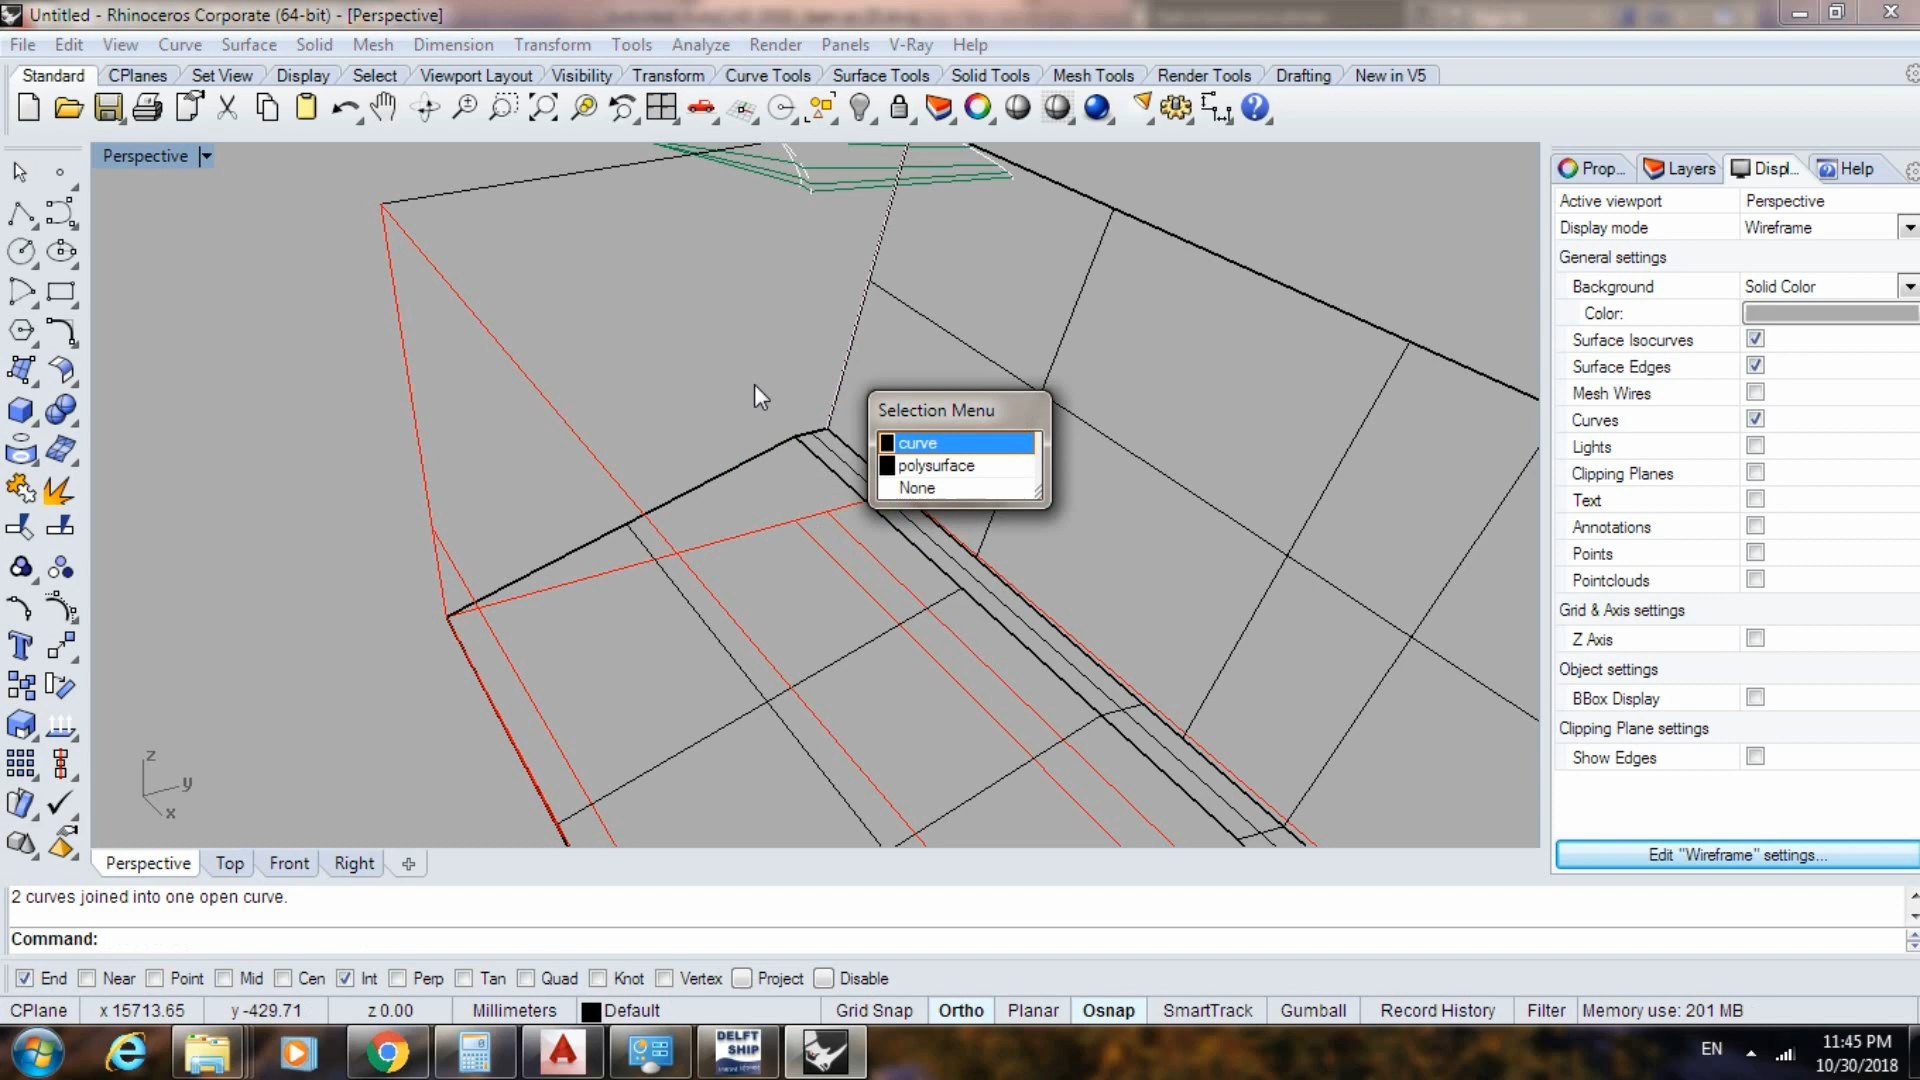 Untitled - Rhinoceros Corporate (64-bit) - [Perspective]
File Edit View Curve Surface Solid Mesh Dimension Transform Tools Analyze Render Panels V-Ray Help
Standard CPlanes Set View Display Select Viewport Layout Visibility Transform Curve Tools Surface Tools Solid Tools Mesh Tools Render Tools Drafting New in V5
Perspective
Prop... Layers Displ... Help
Active viewport Perspective
Display mode Wireframe
General settings
Background Solid Color
Color:
Surface Isocurves
Surface Edges
Mesh Wires
Curves
Lights
Clipping Planes
Text
Annotations
Points
Pointclouds
Grid & Axis settings
Z Axis
Object settings
BBox Display
Clipping Plane settings
Show Edges
Edit "Wireframe" settings...
Selection Menu
curve
polysurface
None
z
y
x
Perspective Top Front Right
2 curves joined into one open curve.
Command:
End Near Point Mid Cen Int Perp Tan Quad Knot Vertex Project Disable
CPlane x 15713.65 y -429.71 z 0.00 Millimeters Default Grid Snap Ortho Planar Osnap SmartTrack Gumball Record History Filter Memory use: 201 MB
DELFT
SHIP
EN
11:45 PM
10/30/2018